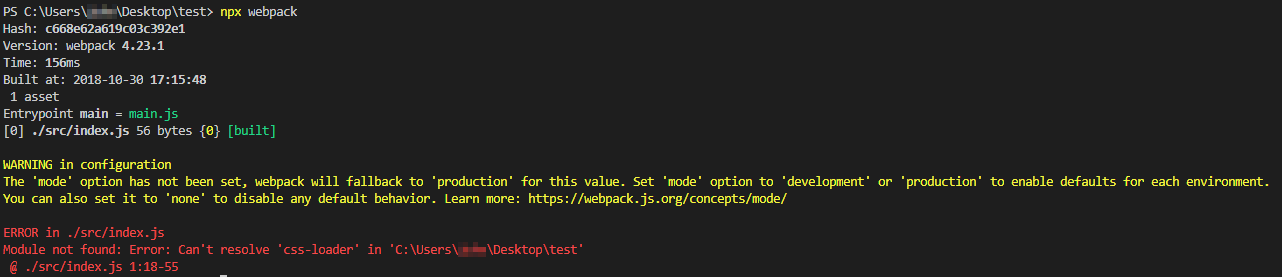 PS C:\Users\ \Desktop\test> npx webpack
Hash: c668e62a619c03c392e1
Version: webpack 4.23.1
Time: 156ms
Built at: 2018-10-30 17:15:48
1 asset
Entrypoint main = main.js
[0] ./src/index.js 56 bytes {0} [built]
WARNING in configuration
The 'mode' option has not been set, webpack will fallback to 'production' for this value. Set 'mode' option to 'development' or 'production' to enable defaults for each environment.
You can also set it to 'none' to disable any default behavior. Learn more: https://webpack.js.org/concepts/mode/
ERROR in ./src/index.js
Module not found: Error: Can't resolve 'css-loader' in 'C:\Users\ \Desktop\test'
@ ./src/index.js 1:18-55